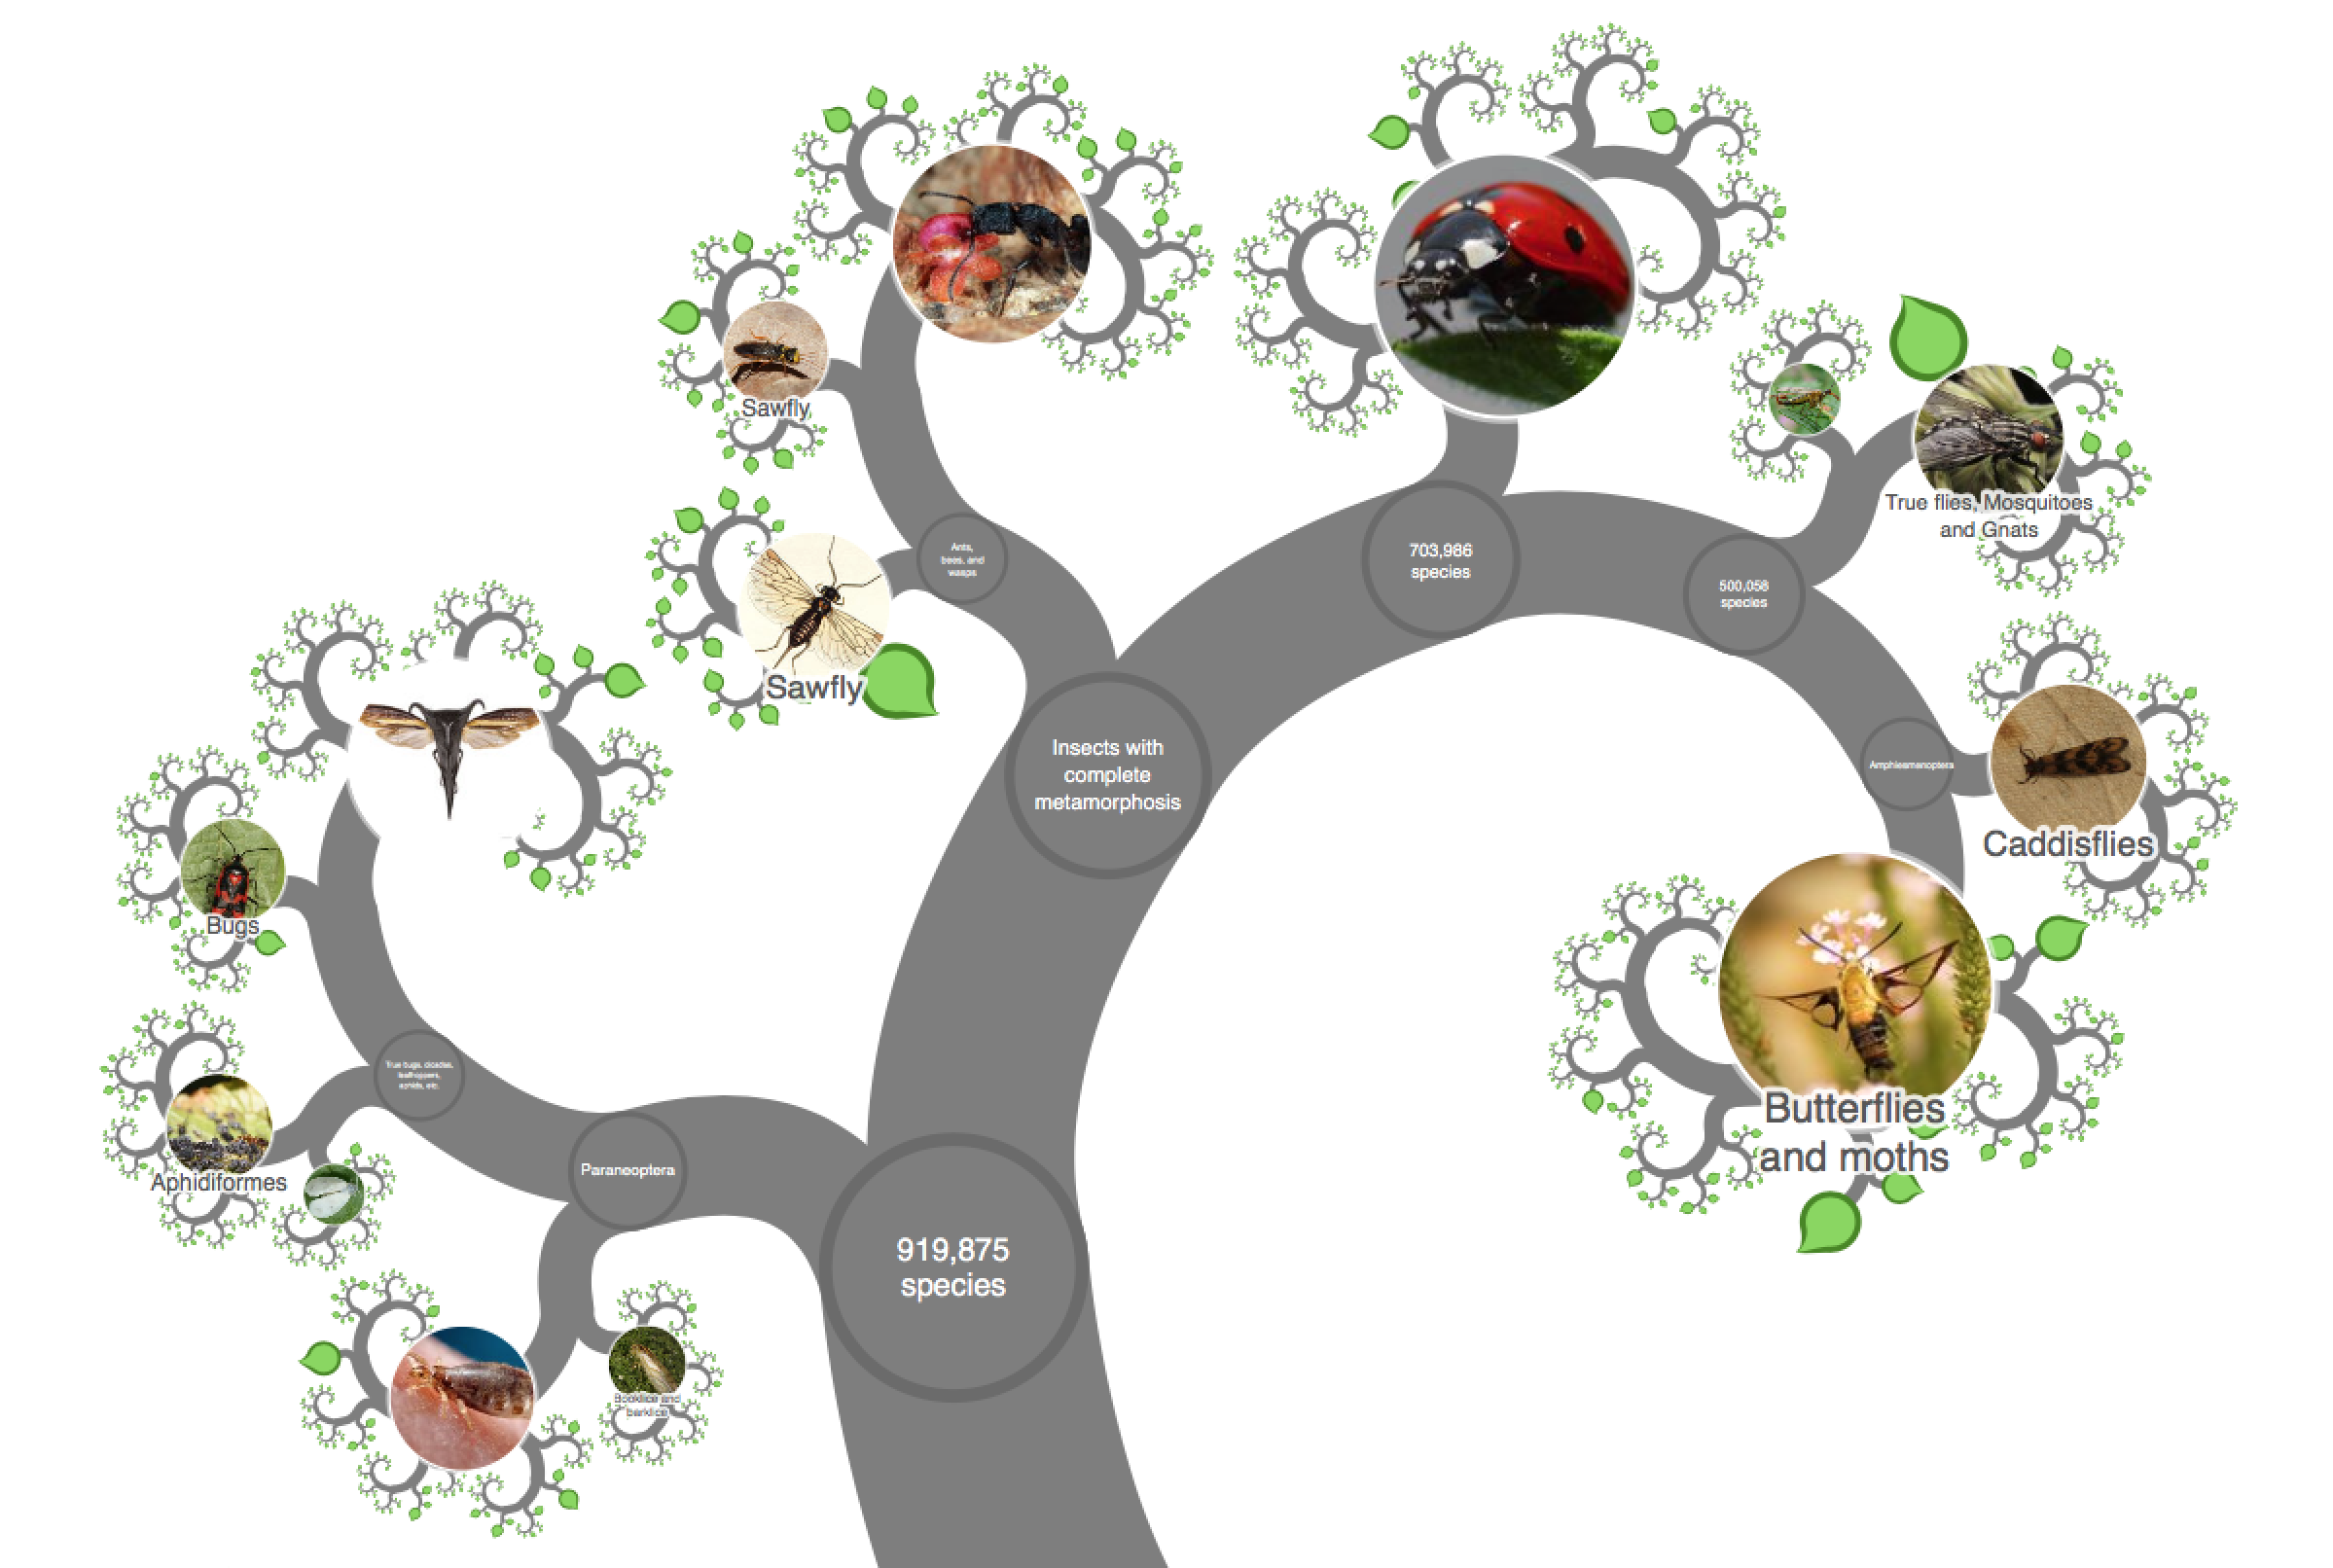 Sawfly
Ants,
bees, and
wasps
703,986
species
500,058
species
True flies, Mosquitoes
and Gnats
Sawfly
Insects with
complete
metamorphosis
Amphiesmenoptera
Caddisflies
Bugs
True bugs, cicadas,
leafhoppers,
aphids, etc.
Butterflies
and moths
Paraneoptera
Aphidiformes
919,875
species
Booklice and
barklice